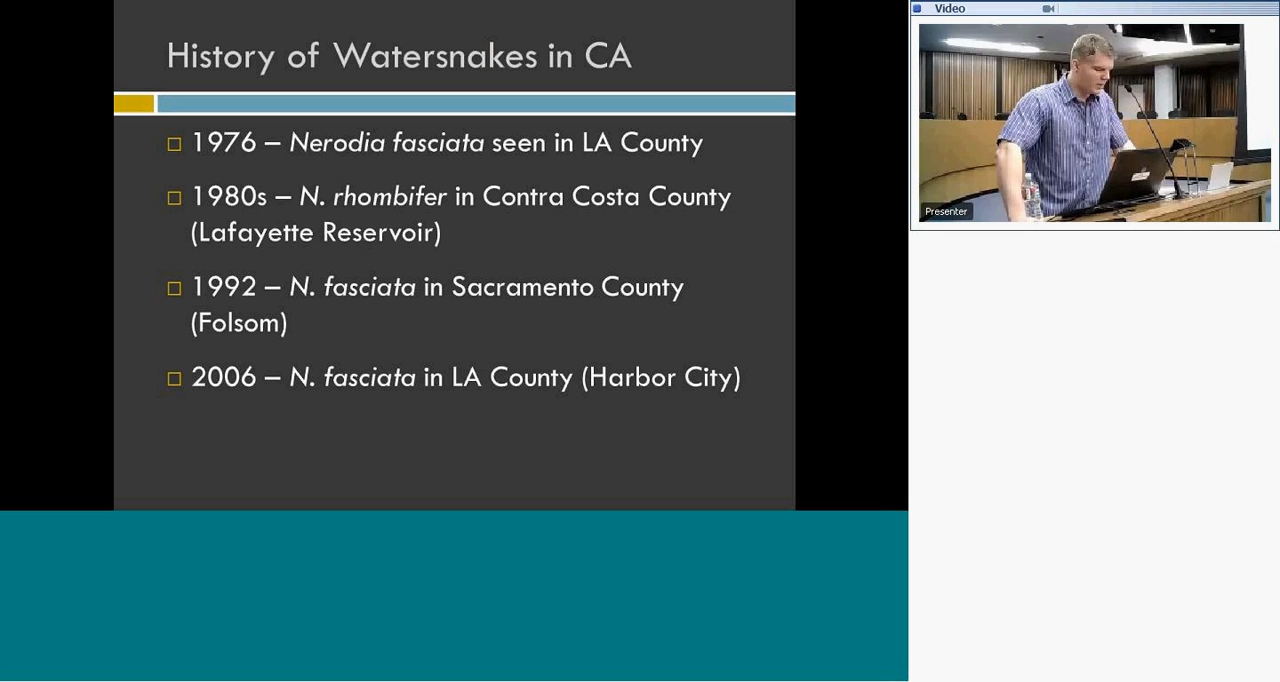 History of Watersnakes in CA
1976 – Nerodia fasciata seen in LA County
1980s – N. rhombifer in Contra Costa County
(Lafayette Reservoir)
1992 – N. fasciata in Sacramento County
(Folsom)
2006 – N. fasciata in LA County (Harbor City)
Video
Presenter